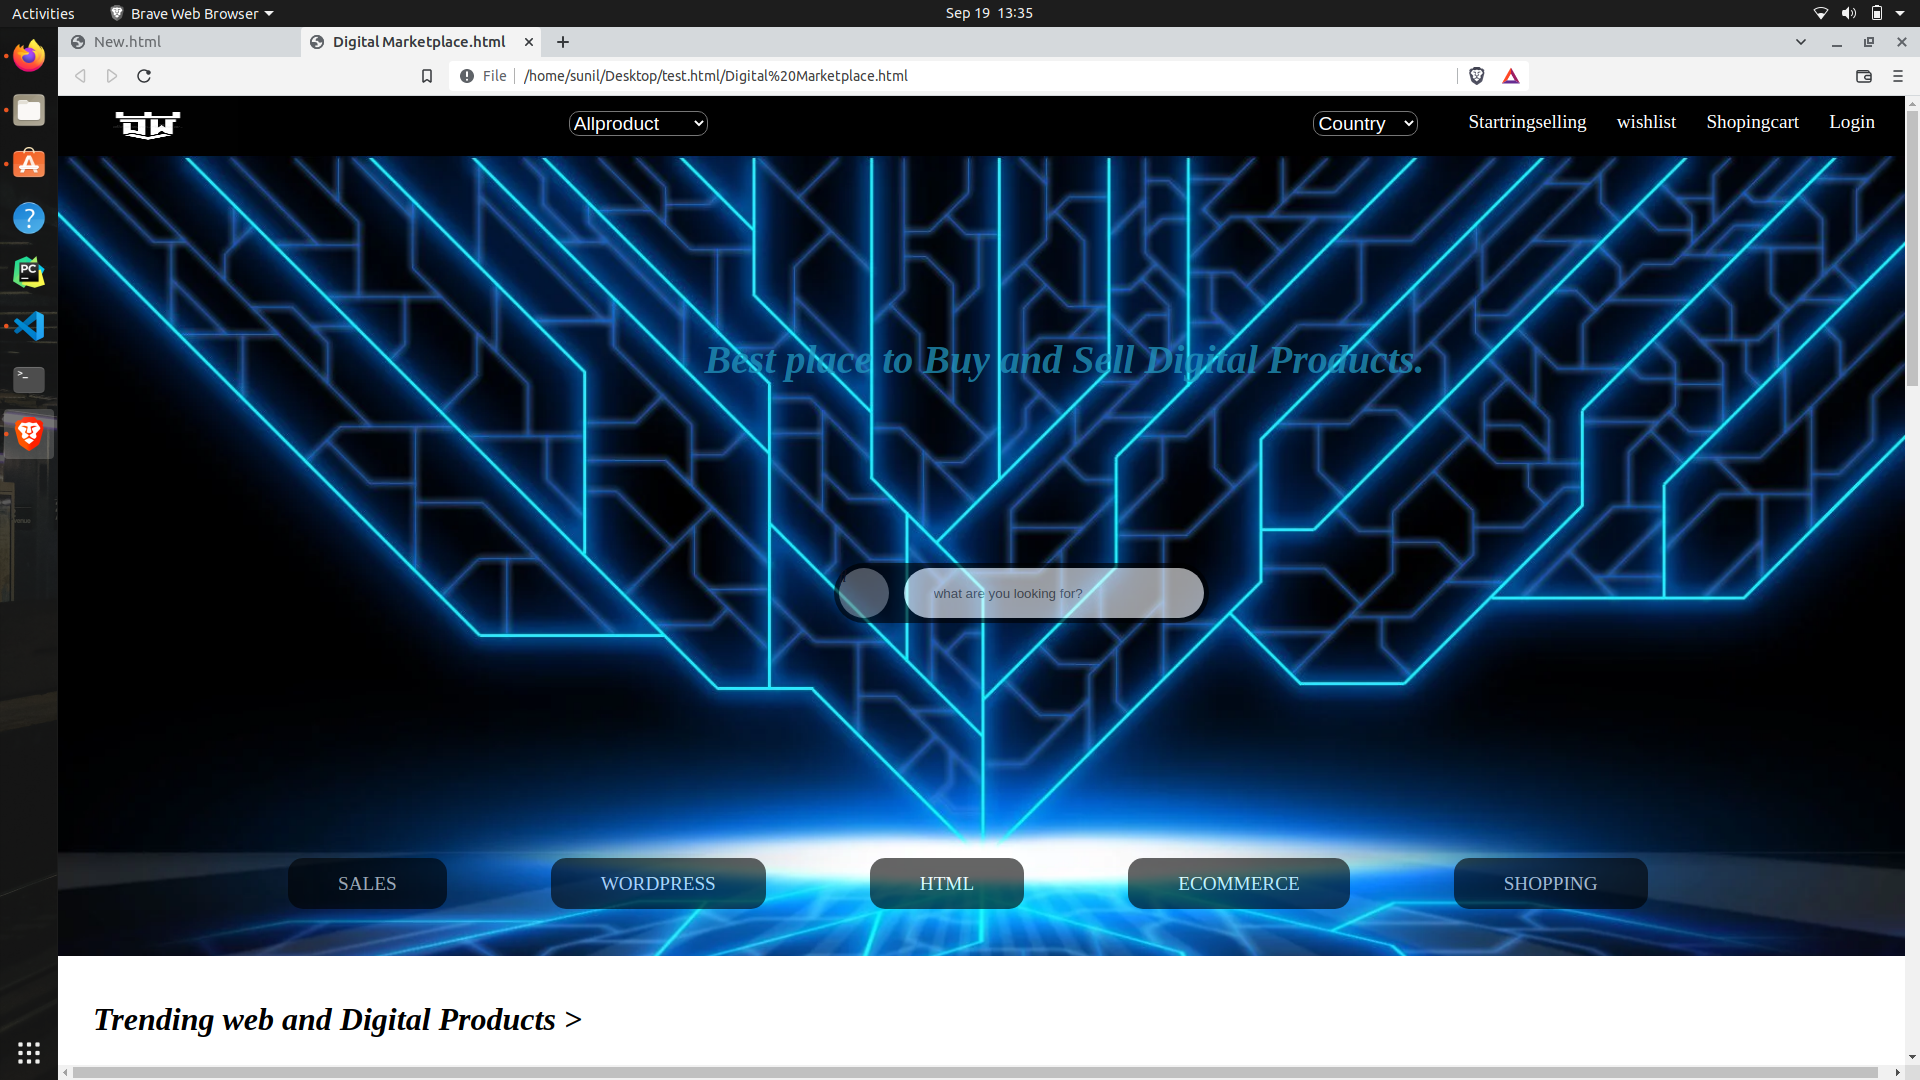 Activities
Brave Web Browser
Sep 19 13:35
New.html
Digital Marketplace.html
File
/home/sunil/Desktop/test.html/Digital%20Marketplace.html
Allproduct
Country
Startringselling
wishlist
Shopingcart
Login
Best place to Buy and Sell Digital Products.
what are you looking for?
SALES
WORDPRESS
HTML
ECOMMERCE
SHOPPING
Trending web and Digital Products >
PC